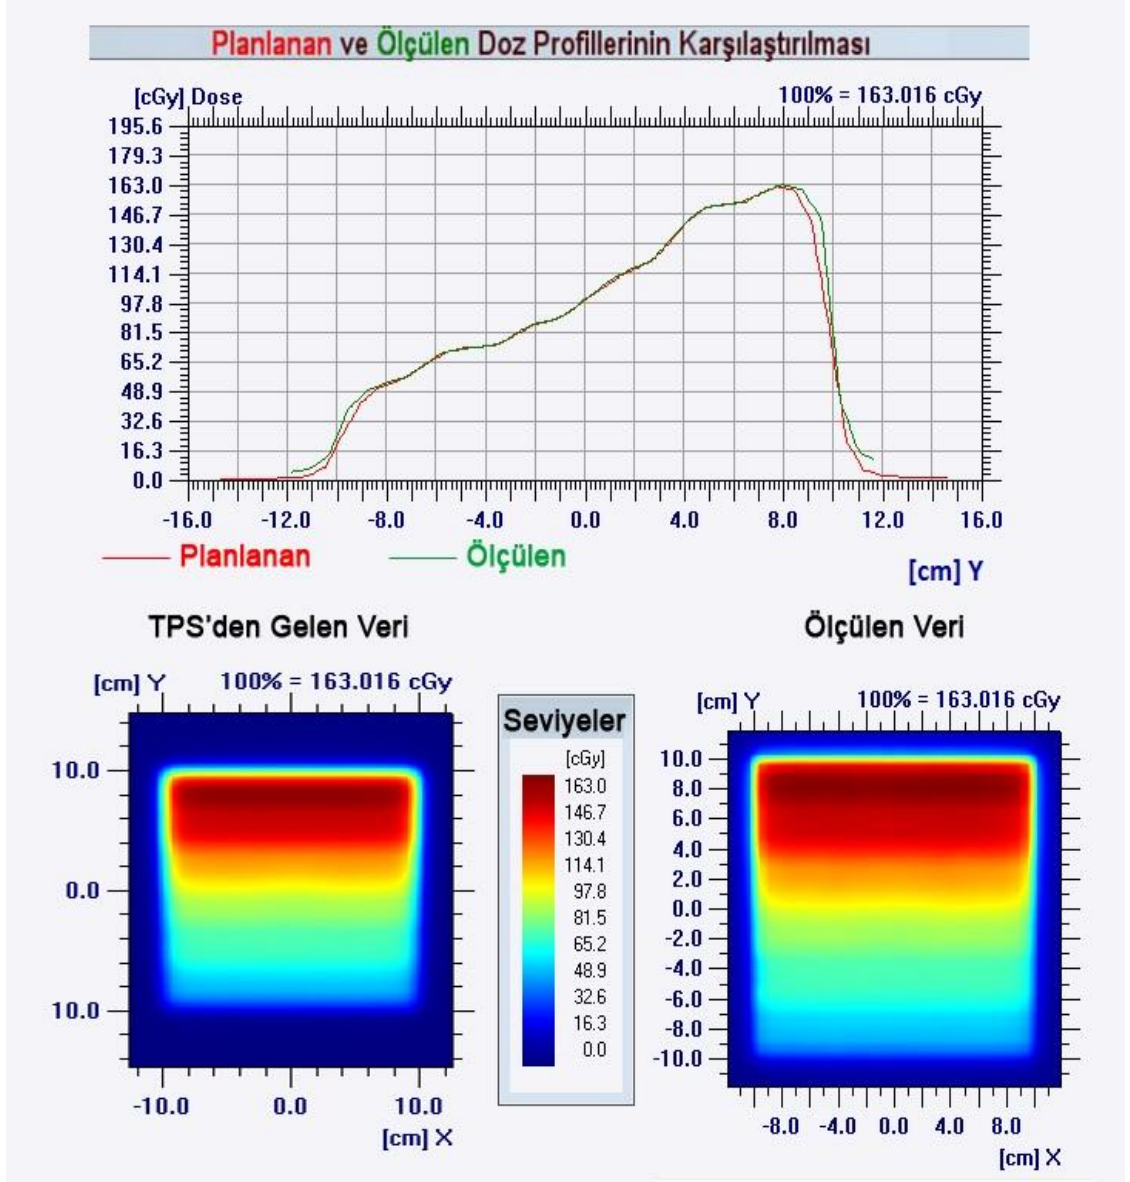 Planlanan ve Ölçülen Doz Profillerinin Karşılaştırılması
[cGy] Dose 100% = 163.016 cGy
195.6
179.3
163.0
146.7
130.4
114.1
97.8
81.5
65.2
48.9
32.6
16.3
0.0
-16.0 -12.0 -8.0 -4.0 0.0 4.0 8.0 12.0 16.0
Planlanan Ölçülen [cm] Y
TPS'den Gelen Veri
[cm] Y 100% = 163.016 cGy
10.0
0.0
10.0
-10.0 0.0 10.0
[cm] X
Seviyeler
[cGy]
163.0
146.7
130.4
114.1
97.8
81.5
65.2
48.9
32.6
16.3
0.0
Ölçülen Veri
[cm] Y 100% = 163.016 cGy
10.0
8.0
6.0
4.0
2.0
0.0
-2.0
-4.0
-6.0
-8.0
-10.0
-8.0 -4.0 0.0 4.0 8.0
[cm] X